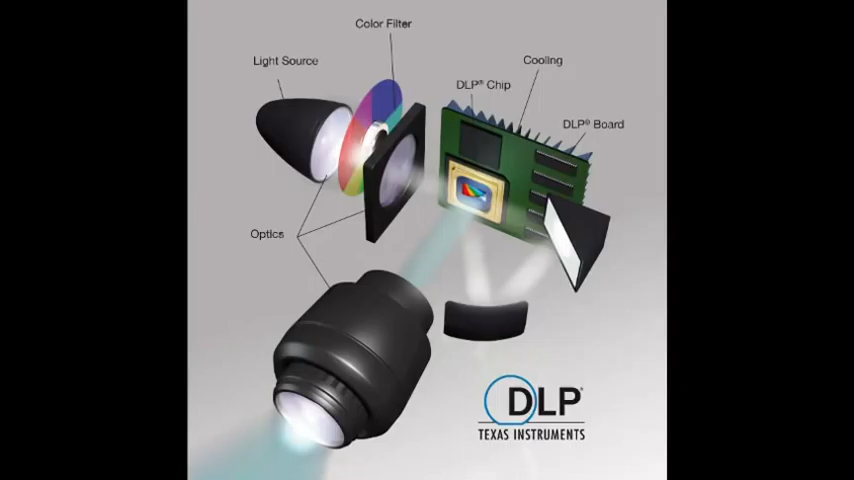 Color Filter
Light Source
Cooling
DLP® Chip
DLP® Board
Optics
DLP®
TEXAS INSTRUMENTS